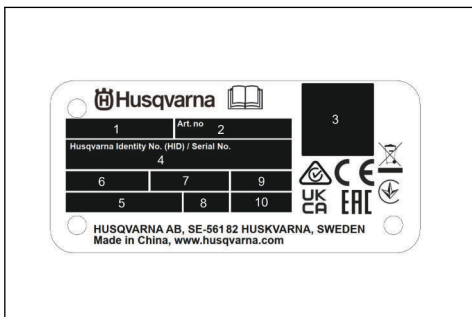 Husqvarna
1
Art. no 2
3
Husqvarna Identity No. (HID) / Serial No.
4
6 7 9
5 8 10
CE
UK
CA EAC
HUSQVARNA AB, SE-561 82 HUSKVARNA, SWEDEN
Made in China, www.husqvarna.com